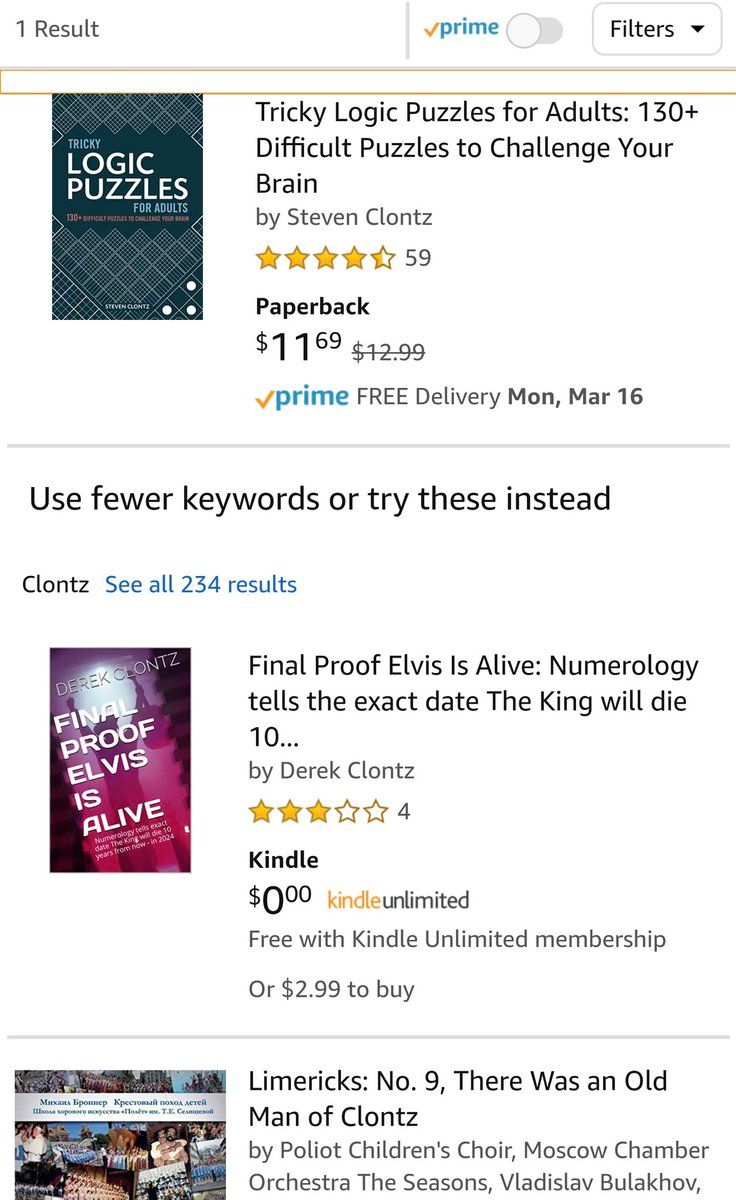 1 Result
prime
Filters
TRICKY
LOGIC
PUZZLES
FOR ADULTS
130+ DIFFICULT PUZZLES TO CHALLENGE YOUR BRAIN
STEVEN CLONTZ
Tricky Logic Puzzles for Adults: 130+
Difficult Puzzles to Challenge Your
Brain
by Steven Clontz
59
Paperback
$11⁶⁹ $12.99
prime FREE Delivery Mon, Mar 16
Use fewer keywords or try these instead
Clontz See all 234 results
DEREK CLONTZ
FINAL
PROOF
ELVIS
IS
ALIVE
Numerology tells exact
date The King will die 10
years from now - in 2024
Final Proof Elvis Is Alive: Numerology
tells the exact date The King will die
10...
by Derek Clontz
4
Kindle
$0⁰⁰ kindleunlimited
Free with Kindle Unlimited membership
Or $2.99 to buy
Михаил Броннер Крестовый поход детей
Школа хорового искусства «Полёт» им. Т.Е. Селищевой
Limericks: No. 9, There Was an Old
Man of Clontz
by Poliot Children's Choir, Moscow Chamber
Orchestra The Seasons, Vladislav Bulakhov,